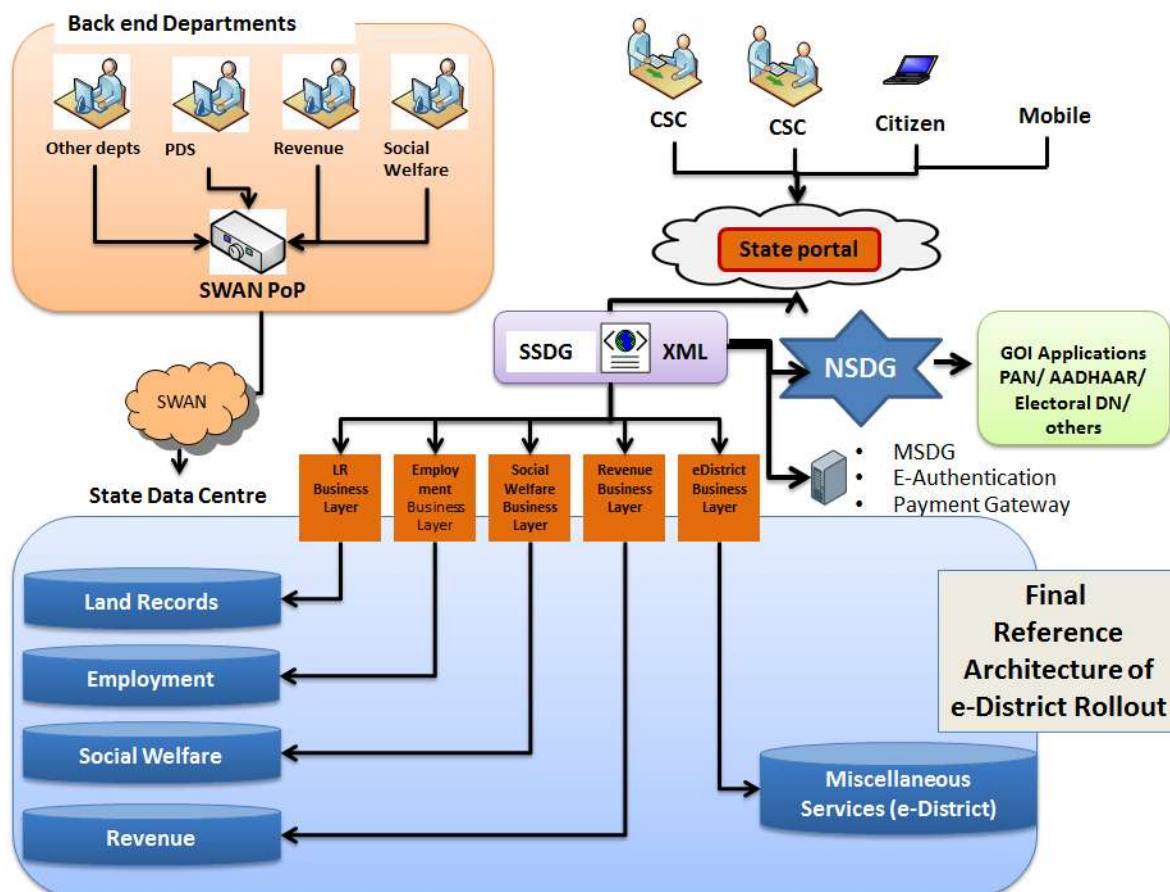 Back end Departments
Other depts
PDS
Revenue
Social
Welfare
SWAN PoP
SWAN
State Data Centre
CSC
CSC
Citizen
Mobile
State portal
SSDG
XML
NSDG
GOI Applications
PAN/ AADHAAR/
Electoral DN/
others
• MSDG
• E-Authentication
• Payment Gateway
LR
Business
Layer
Employ
ment
Business
Layer
Social
Welfare
Business
Layer
Revenue
Business
Layer
eDistrict
Business
Layer
Land Records
Employment
Social Welfare
Revenue
Miscellaneous
Services (e-District)
Final
Reference
Architecture of
e-District Rollout